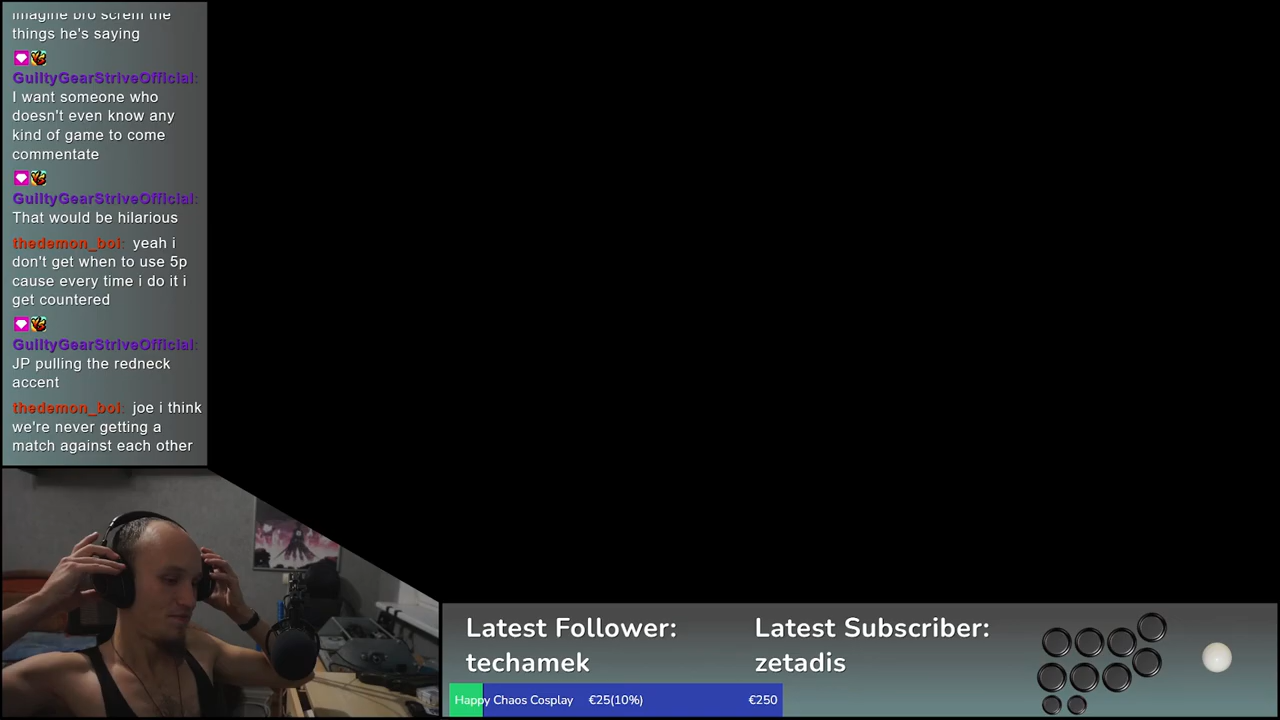 imagine bro screm the
things he's saying
GuiltyGearStriveOfficial:
I want someone who
doesn't even know any
kind of game to come
commentate
GuiltyGearStriveOfficial:
That would be hilarious
thedemon_boi: yeah i
don't get when to use 5p
cause every time i do it i
get countered
GuiltyGearStriveOfficial:
JP pulling the redneck
accent
thedemon_boi: joe i think
we're never getting a
match against each other
Latest Follower:
techamek
Latest Subscriber:
zetadis
Happy Chaos Cosplay €25(10%) €250